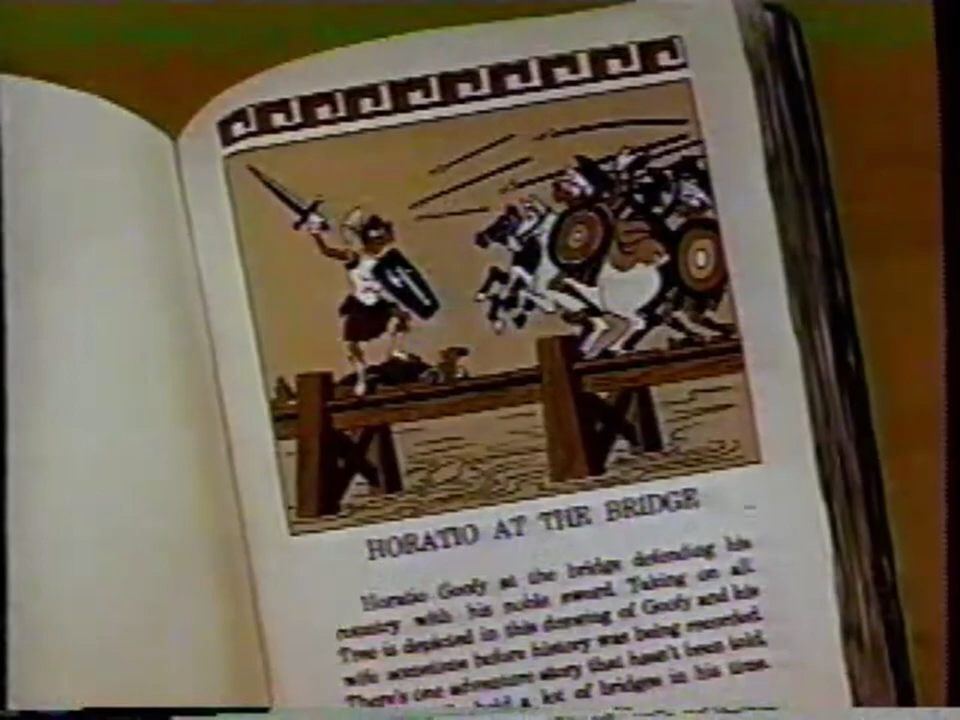 HORATIO AT THE BRIDGE
Horatio Goofy at the bridge defending his
country with his noble sword. Taking on all.
Tree is depicted in this drawing of Goofy and his
wife sometime before history was being recorded.
There's one adventure story that hasn't been told.
held a lot of bridges in his time